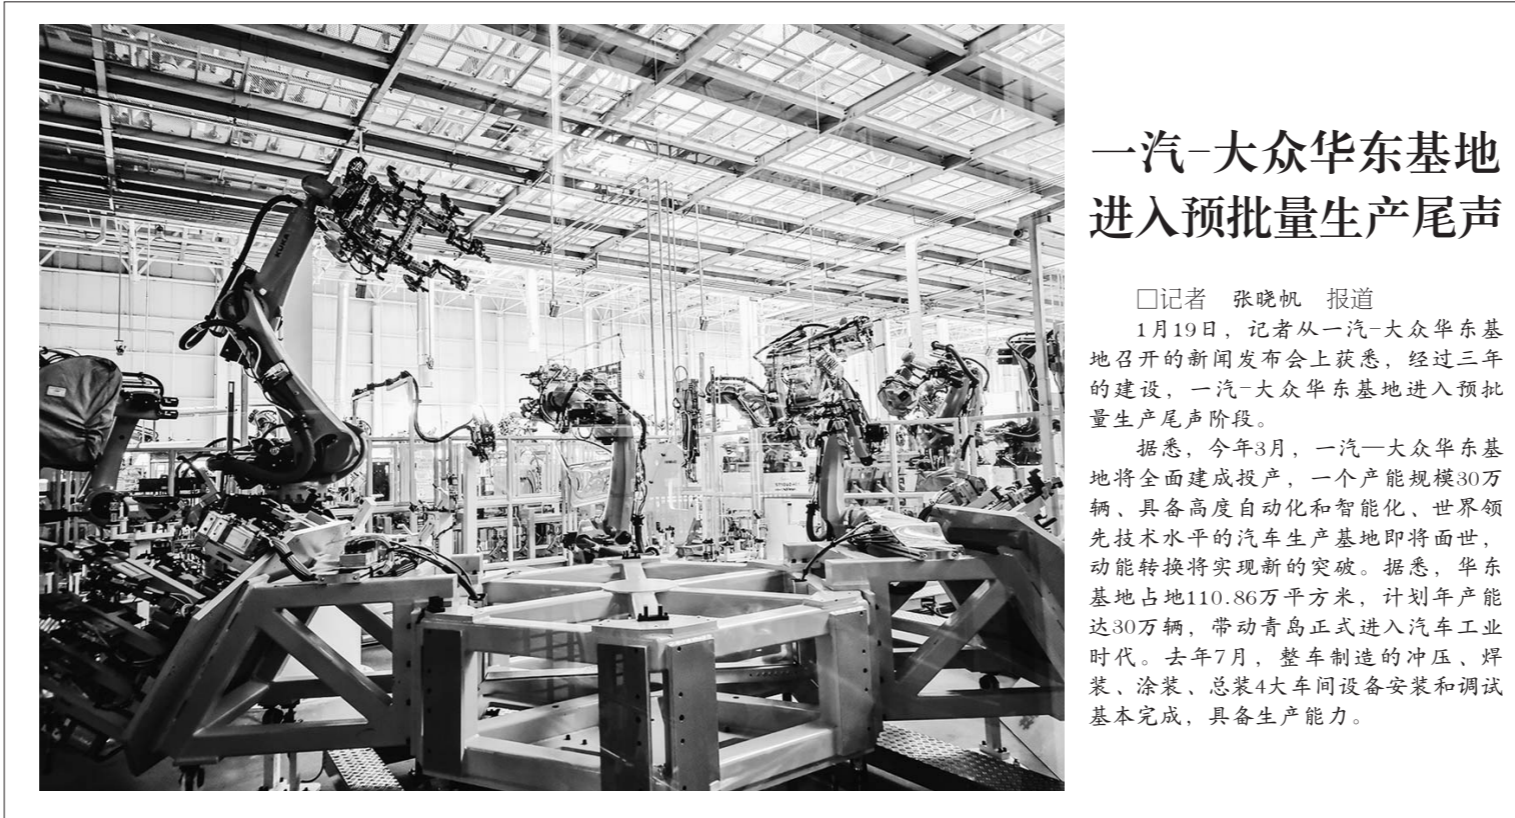 一汽-大众华东基地
进入预批量生产尾声
□记者 张晓帆 报道
1月19日，记者从一汽-大众华东基
地召开的新闻发布会上获悉，经过三年
的建设，一汽-大众华东基地进入预批
量生产尾声阶段。
据悉，今年3月，一汽—大众华东基
地将全面建成投产，一个产能规模30万
辆、具备高度自动化和智能化、世界领
先技术水平的汽车生产基地即将面世，
动能转换将实现新的突破。据悉，华东
基地占地110.86万平方米，计划年产能
达30万辆，带动青岛正式进入汽车工业
时代。去年7月，整车制造的冲压、焊
装、涂装、总装4大车间设备安装和调试
基本完成，具备生产能力。
KUKA